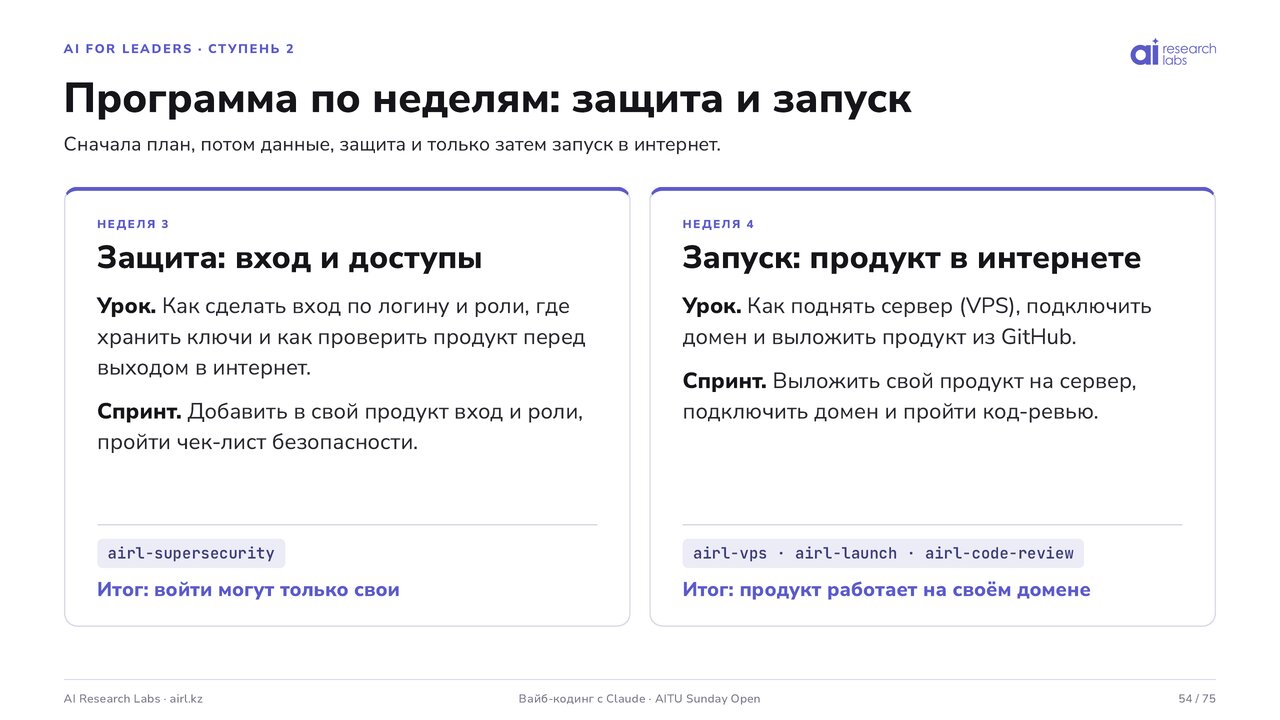 AI FOR LEADERS · СТУПЕНЬ 2
ai research labs
Программа по неделям: защита и запуск
Сначала план, потом данные, защита и только затем запуск в интернет.
НЕДЕЛЯ 3
Защита: вход и доступы
Урок. Как сделать вход по логину и роли, где
хранить ключи и как проверить продукт перед
выходом в интернет.
Спринт. Добавить в свой продукт вход и роли,
пройти чек-лист безопасности.
airl-supersecurity
Итог: войти могут только свои
НЕДЕЛЯ 4
Запуск: продукт в интернете
Урок. Как поднять сервер (VPS), подключить
домен и выложить продукт из GitHub.
Спринт. Выложить свой продукт на сервер,
подключить домен и пройти код-ревью.
airl-vps · airl-launch · airl-code-review
Итог: продукт работает на своём домене
AI Research Labs · airl.kz
Вайб-кодинг с Claude · AITU Sunday Open
54 / 75